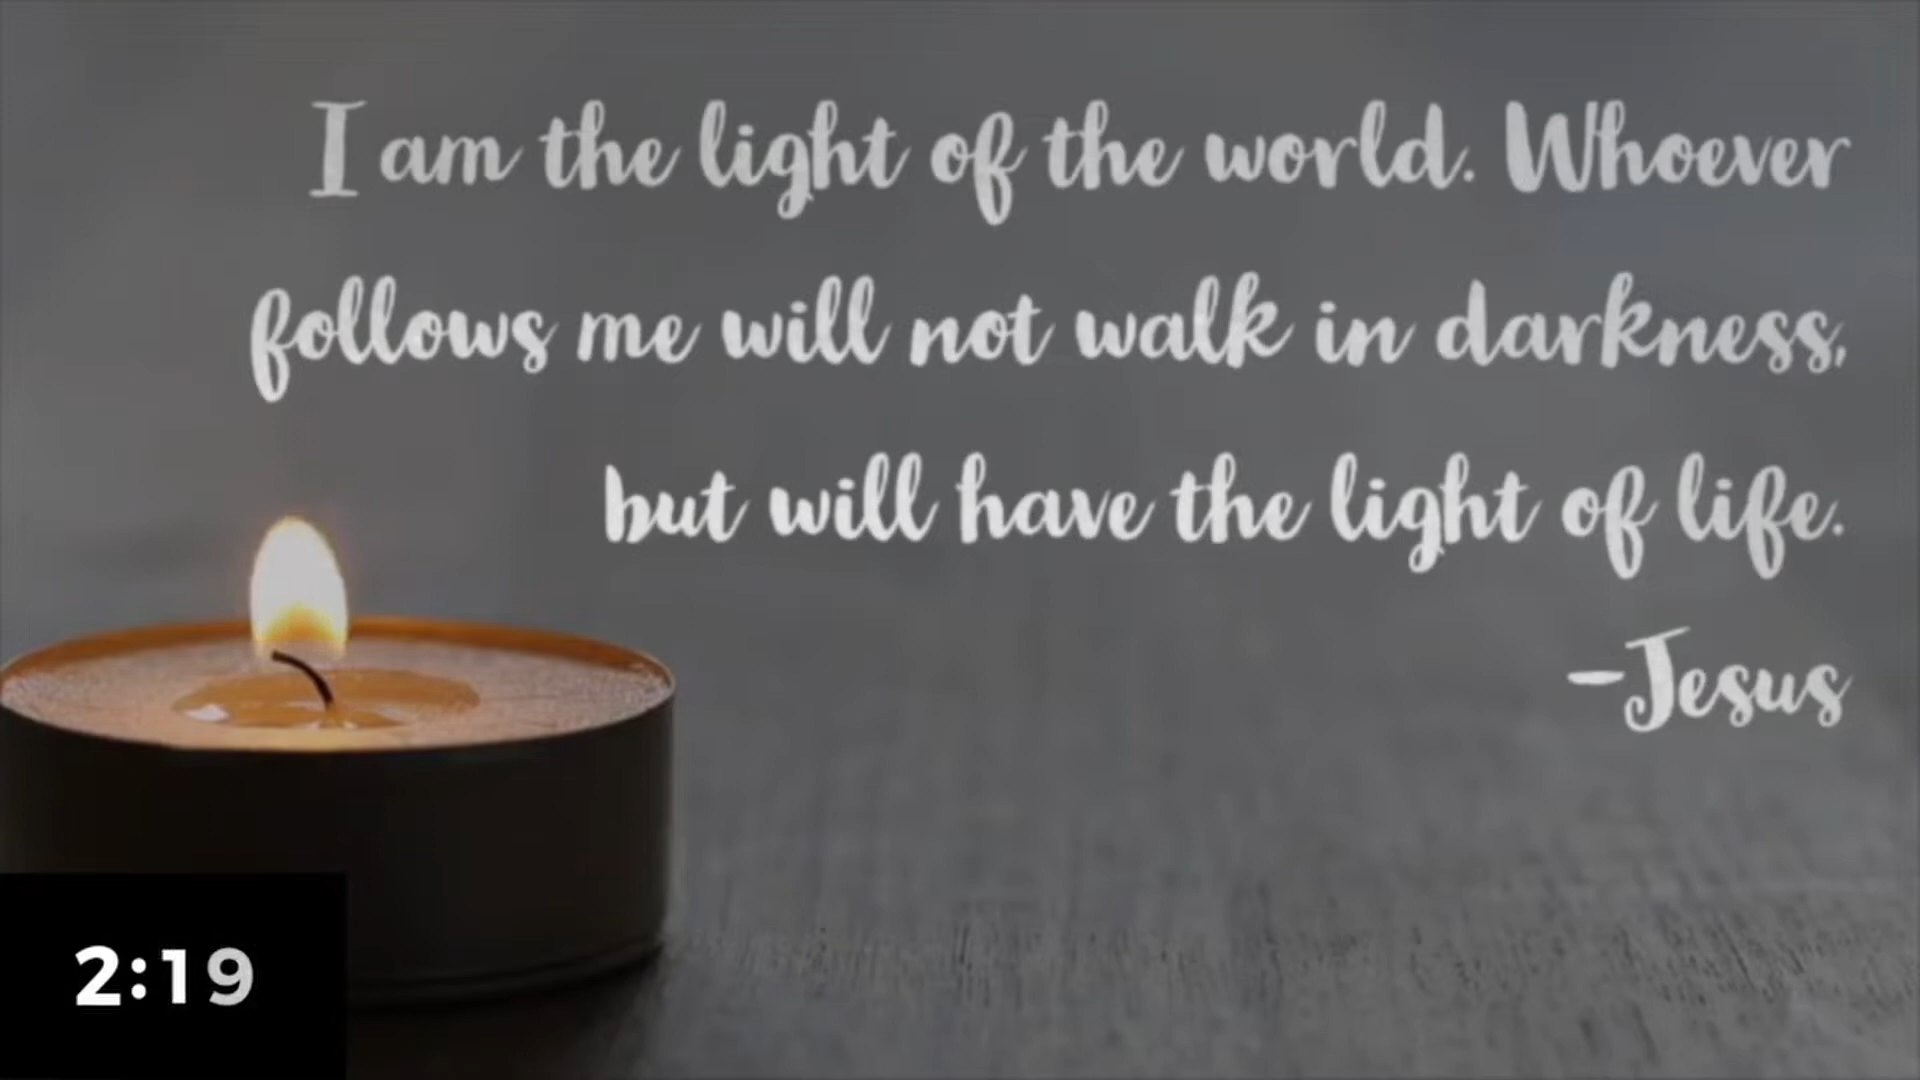 I am the light of the world. Whoever
follows me will not walk in darkness,
but will have the light of life.
-Jesus
2:19